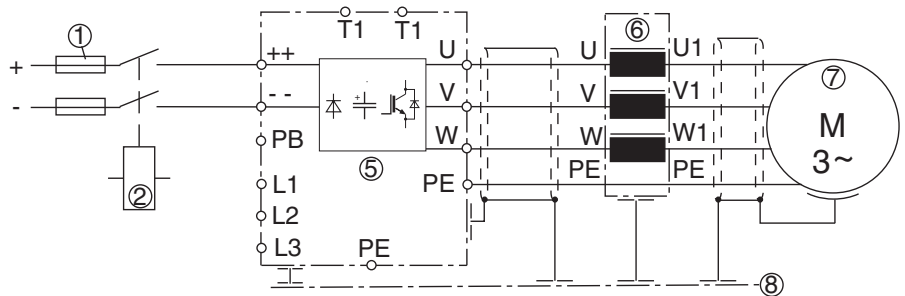 T1 T1
① ⑥
++ U U U1
+ ⑦
- - V V V1
- M
PB W W W1 3~
⑤
② L1 PE PE PE
L2
L3 PE
⑧